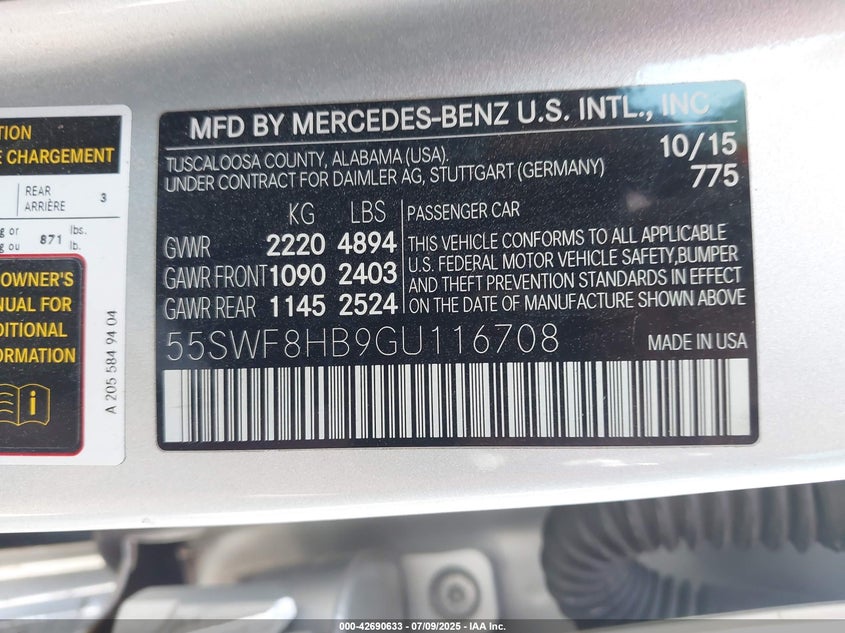 TION
E CHARGEMENT
REAR
ARRIÈRE
3
g or
g ou
871
lbs.
lb.
OWNER'S
NUAL FOR
DITIONAL
ORMATION
i
A 205 584 94 04
MFD BY MERCEDES-BENZ U.S. INTL., INC
TUSCALOOSA COUNTY, ALABAMA (USA).
10/15
UNDER CONTRACT FOR DAIMLER AG, STUTTGART (GERMANY)
775
KG LBS
PASSENGER CAR
GVWR 2220 4894
GAWR FRONT 1090 2403
GAWR REAR 1145 2524
THIS VEHICLE CONFORMS TO ALL APPLICABLE
U.S. FEDERAL MOTOR VEHICLE SAFETY,BUMPER
AND THEFT PREVENTION STANDARDS IN EFFECT
ON THE DATE OF MANUFACTURE SHOWN ABOVE
55SWF8HB9GU116708
MADE IN USA
000-42690633 - 07/09/2025 - IAA Inc.